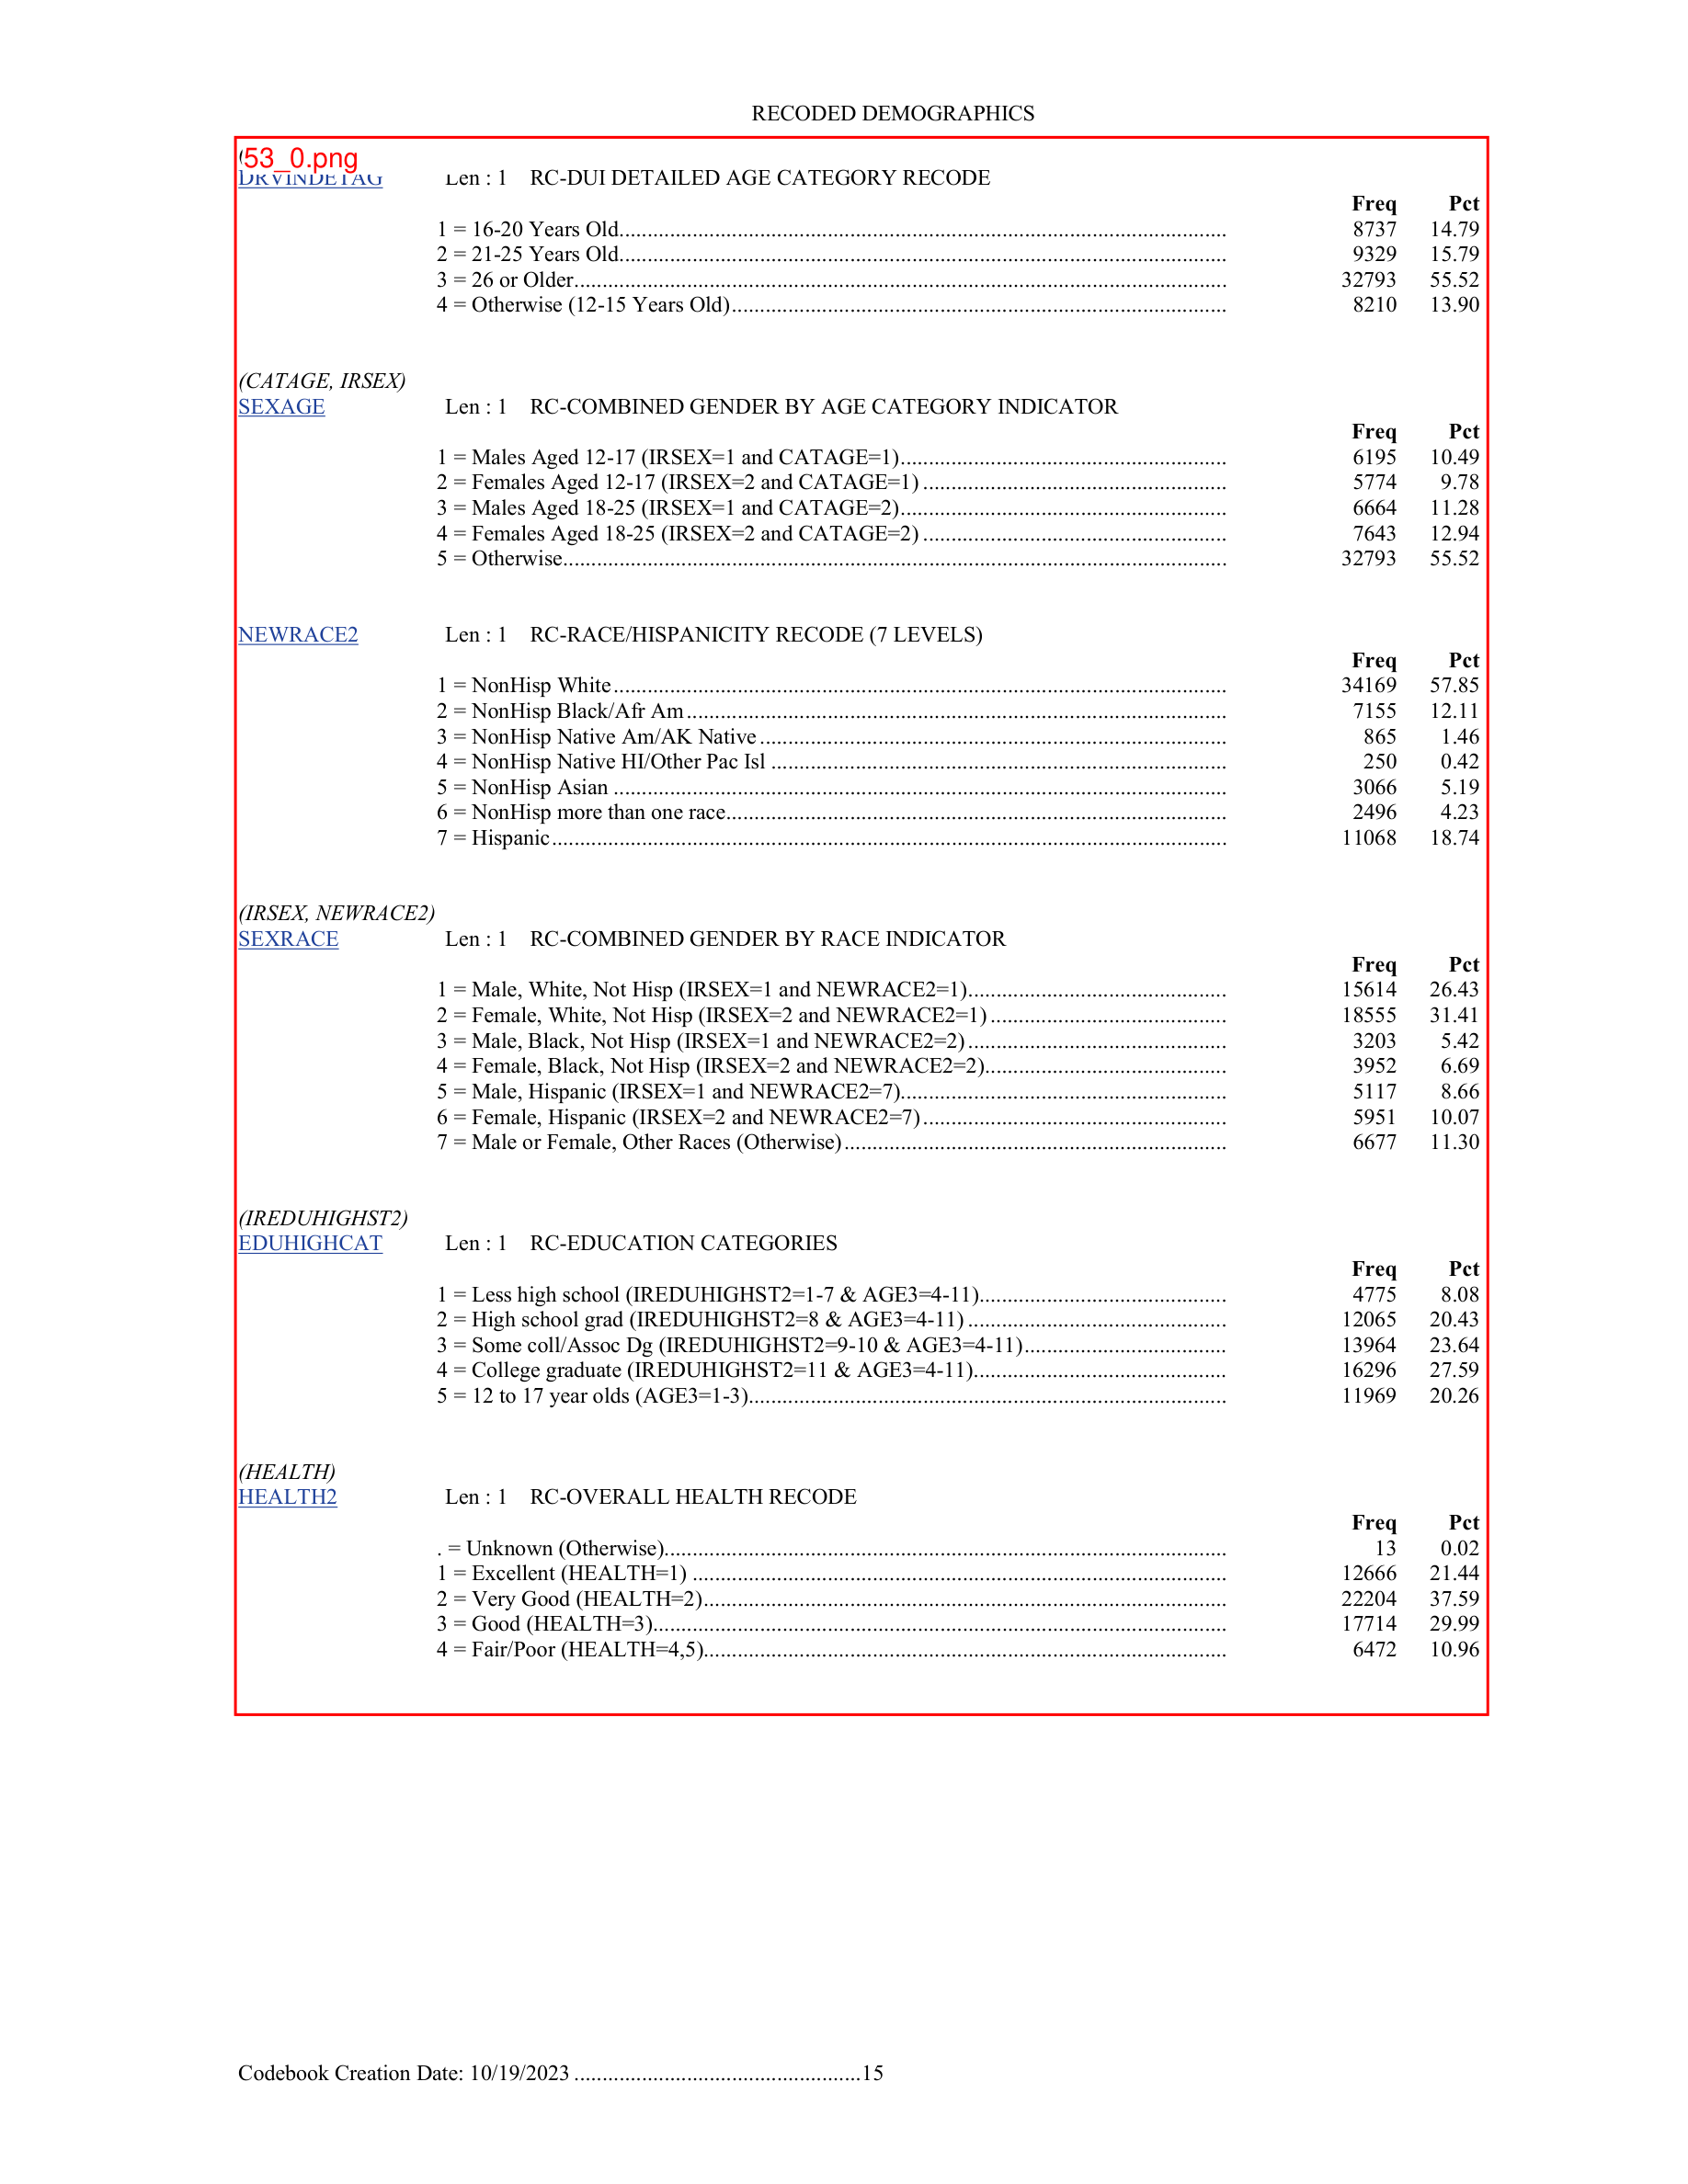 RECODED DEMOGRAPHICS
53_0.png
DRVINDETAG Len : 1 RC-DUI DETAILED AGE CATEGORY RECODE
Freq Pct
1 = 16-20 Years Old 8737 14.79
2 = 21-25 Years Old 9329 15.79
3 = 26 or Older 32793 55.52
4 = Otherwise (12-15 Years Old) 8210 13.90
(CATAGE, IRSEX)
SEXAGE Len : 1 RC-COMBINED GENDER BY AGE CATEGORY INDICATOR
Freq Pct
1 = Males Aged 12-17 (IRSEX=1 and CATAGE=1) 6195 10.49
2 = Females Aged 12-17 (IRSEX=2 and CATAGE=1) 5774 9.78
3 = Males Aged 18-25 (IRSEX=1 and CATAGE=2) 6664 11.28
4 = Females Aged 18-25 (IRSEX=2 and CATAGE=2) 7643 12.94
5 = Otherwise 32793 55.52
NEWRACE2 Len : 1 RC-RACE/HISPANICITY RECODE (7 LEVELS)
Freq Pct
1 = NonHisp White 34169 57.85
2 = NonHisp Black/Afr Am 7155 12.11
3 = NonHisp Native Am/AK Native 865 1.46
4 = NonHisp Native HI/Other Pac Isl 250 0.42
5 = NonHisp Asian 3066 5.19
6 = NonHisp more than one race 2496 4.23
7 = Hispanic 11068 18.74
(IRSEX, NEWRACE2)
SEXRACE Len : 1 RC-COMBINED GENDER BY RACE INDICATOR
Freq Pct
1 = Male, White, Not Hisp (IRSEX=1 and NEWRACE2=1) 15614 26.43
2 = Female, White, Not Hisp (IRSEX=2 and NEWRACE2=1) 18555 31.41
3 = Male, Black, Not Hisp (IRSEX=1 and NEWRACE2=2) 3203 5.42
4 = Female, Black, Not Hisp (IRSEX=2 and NEWRACE2=2) 3952 6.69
5 = Male, Hispanic (IRSEX=1 and NEWRACE2=7) 5117 8.66
6 = Female, Hispanic (IRSEX=2 and NEWRACE2=7) 5951 10.07
7 = Male or Female, Other Races (Otherwise) 6677 11.30
(IREDUHIGHST2)
EDUHIGHCAT Len : 1 RC-EDUCATION CATEGORIES
Freq Pct
1 = Less high school (IREDUHIGHST2=1-7 & AGE3=4-11) 4775 8.08
2 = High school grad (IREDUHIGHST2=8 & AGE3=4-11) 12065 20.43
3 = Some coll/Assoc Dg (IREDUHIGHST2=9-10 & AGE3=4-11) 13964 23.64
4 = College graduate (IREDUHIGHST2=11 & AGE3=4-11) 16296 27.59
5 = 12 to 17 year olds (AGE3=1-3) 11969 20.26
(HEALTH)
HEALTH2 Len : 1 RC-OVERALL HEALTH RECODE
Freq Pct
. = Unknown (Otherwise) 13 0.02
1 = Excellent (HEALTH=1) 12666 21.44
2 = Very Good (HEALTH=2) 22204 37.59
3 = Good (HEALTH=3) 17714 29.99
4 = Fair/Poor (HEALTH=4,5) 6472 10.96
Codebook Creation Date: 10/19/2023 15